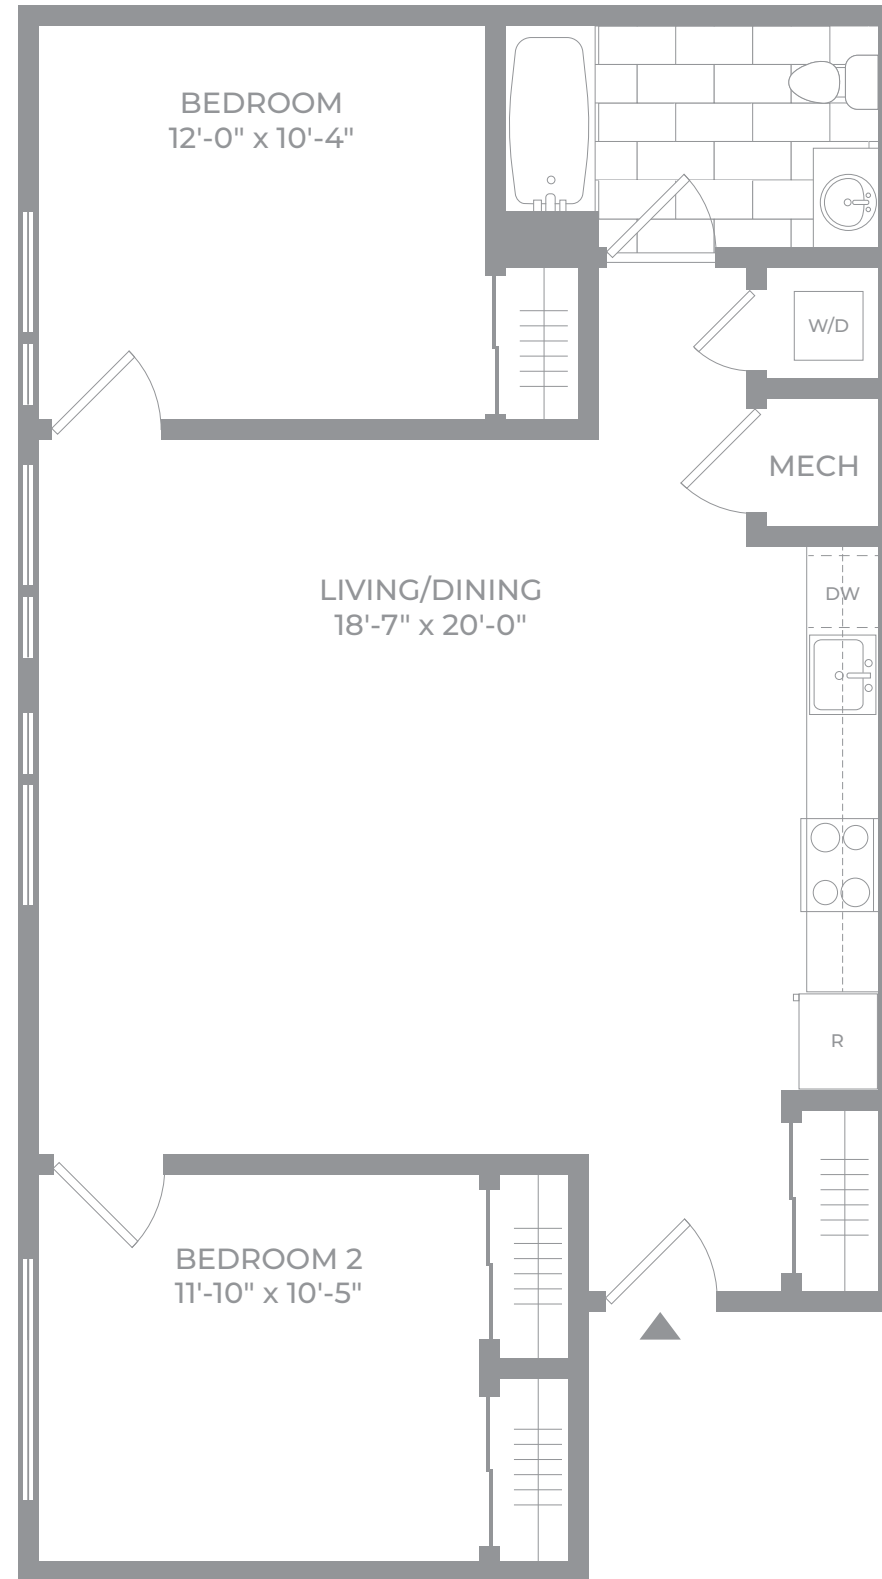 BEDROOM
12'-0" x 10'-4"
W/D
MECH
LIVING/DINING
18'-7" x 20'-0"
DW
R
BEDROOM 2
11'-10" x 10'-5"